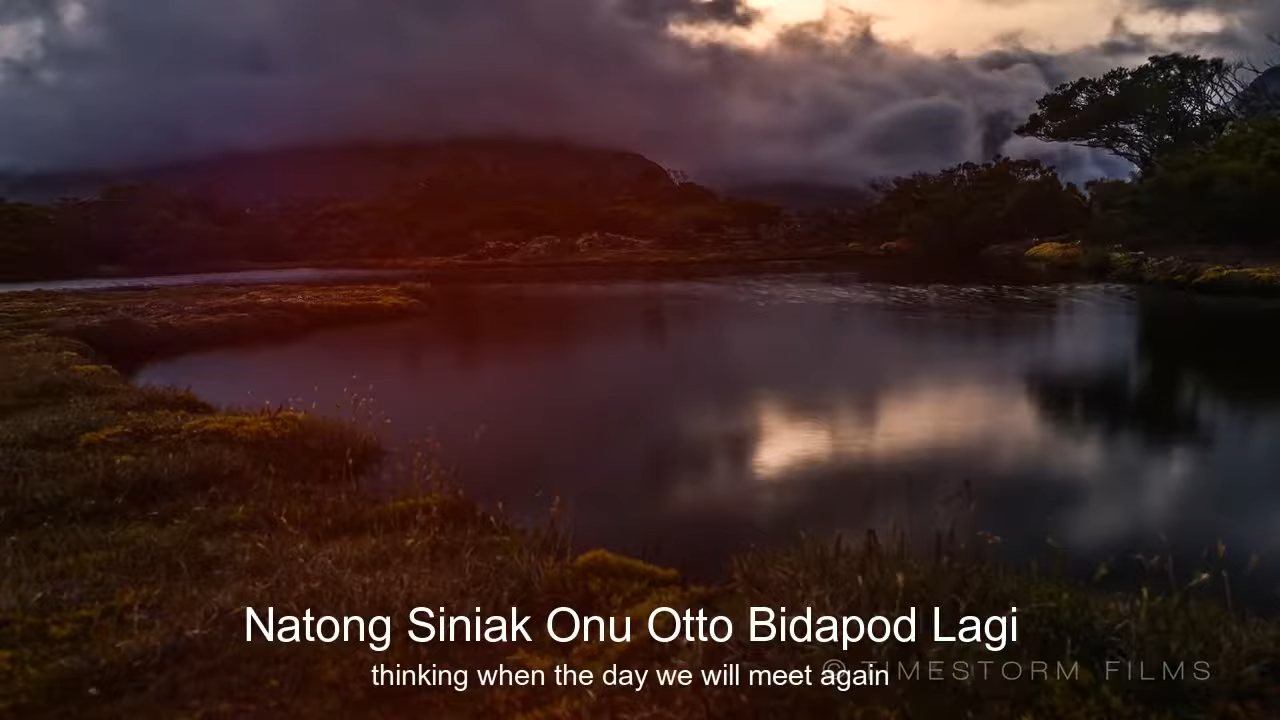 Natong Siniak Onu Otto Bidapod Lagi
thinking when the day we will meet again
© TIMESTORM FILMS